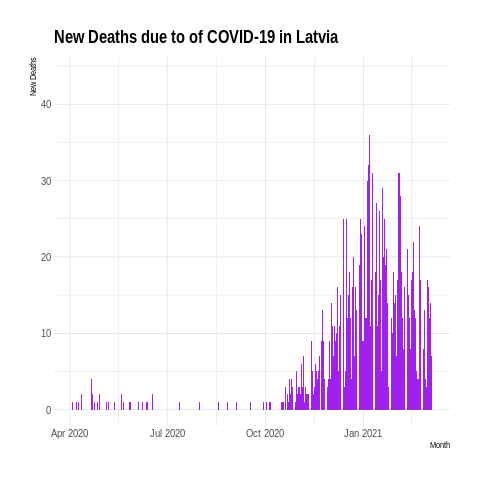 New Deaths due to of COVID-19 in Latvia
New Deaths
40
30
20
10
0
Apr 2020 Jul 2020 Oct 2020 Jan 2021
Month